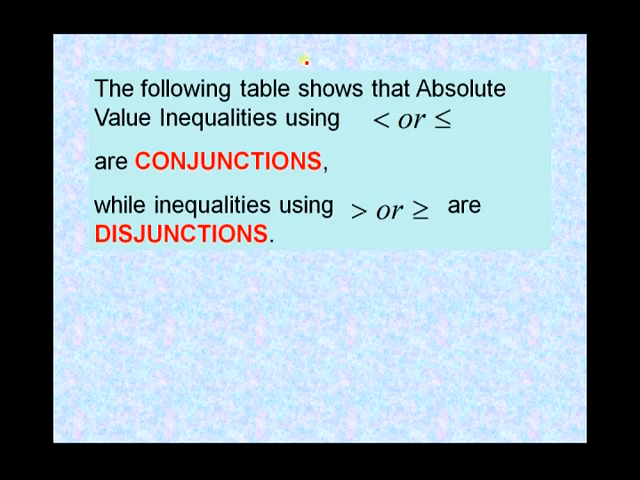 The following table shows that Absolute
Value Inequalities using < or ≤
are CONJUNCTIONS,
while inequalities using > or ≥ are
DISJUNCTIONS.